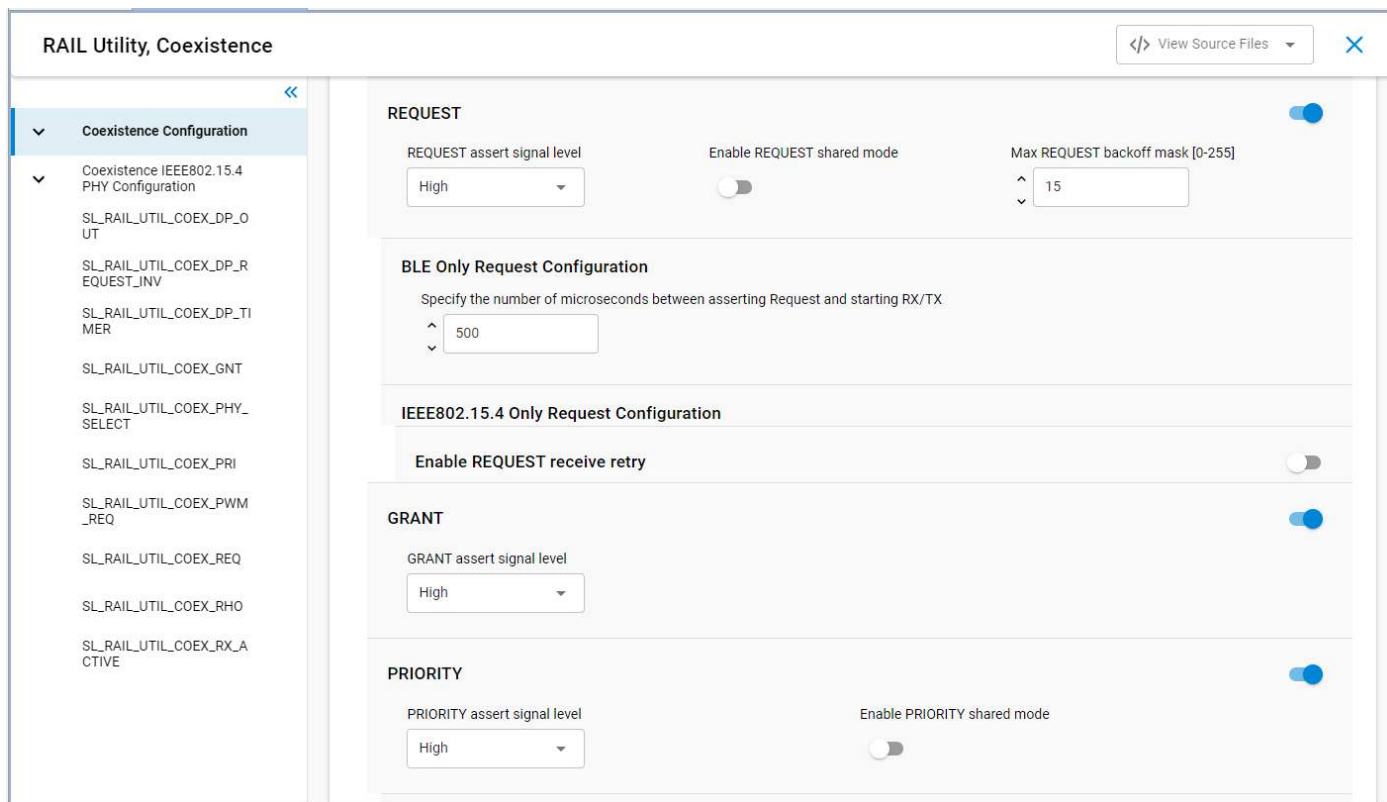 RAIL Utility, Coexistence
</> View Source Files
Coexistence Configuration
Coexistence IEEE802.15.4
PHY Configuration
SL_RAIL_UTIL_COEX_DP_O
UT
SL_RAIL_UTIL_COEX_DP_R
EQUEST_INV
SL_RAIL_UTIL_COEX_DP_TI
MER
SL_RAIL_UTIL_COEX_GNT
SL_RAIL_UTIL_COEX_PHY_
SELECT
SL_RAIL_UTIL_COEX_PRI
SL_RAIL_UTIL_COEX_PWM
_REQ
SL_RAIL_UTIL_COEX_REQ
SL_RAIL_UTIL_COEX_RHO
SL_RAIL_UTIL_COEX_RX_A
CTIVE
REQUEST
REQUEST assert signal level
High
Enable REQUEST shared mode
Max REQUEST backoff mask [0-255]
15
BLE Only Request Configuration
Specify the number of microseconds between asserting Request and starting RX/TX
500
IEEE802.15.4 Only Request Configuration
Enable REQUEST receive retry
GRANT
GRANT assert signal level
High
PRIORITY
PRIORITY assert signal level
High
Enable PRIORITY shared mode